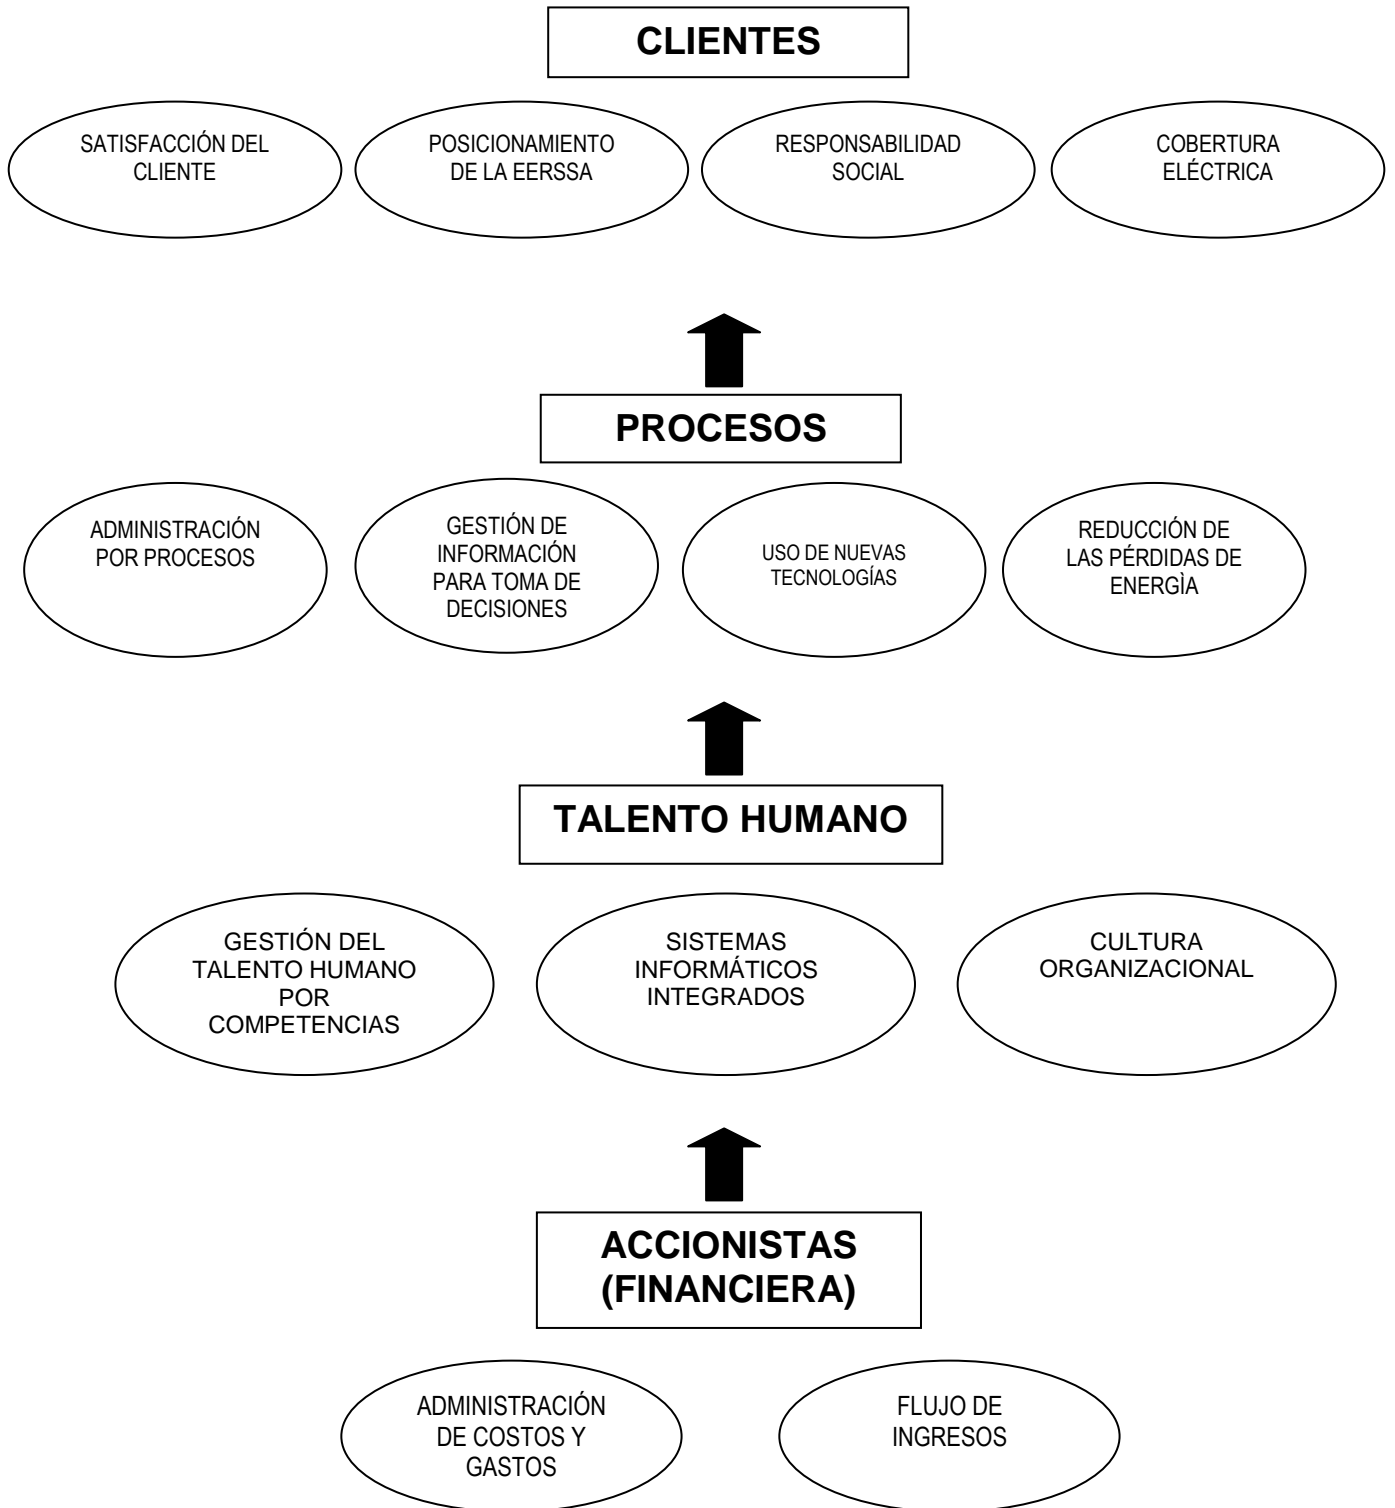 CLIENTES
SATISFACCIÓN DEL
CLIENTE
POSICIONAMIENTO
DE LA EERSSA
RESPONSABILIDAD
SOCIAL
COBERTURA
ELÉCTRICA
PROCESOS
ADMINISTRACIÓN
POR PROCESOS
GESTIÓN DE
INFORMACIÓN
PARA TOMA DE
DECISIONES
USO DE NUEVAS
TECNOLOGÍAS
REDUCCIÓN DE
LAS PÉRDIDAS DE
ENERGÌA
TALENTO HUMANO
GESTIÓN DEL
TALENTO HUMANO
POR
COMPETENCIAS
SISTEMAS
INFORMÁTICOS
INTEGRADOS
CULTURA
ORGANIZACIONAL
ACCIONISTAS
(FINANCIERA)
ADMINISTRACIÓN
DE COSTOS Y
GASTOS
FLUJO DE
INGRESOS